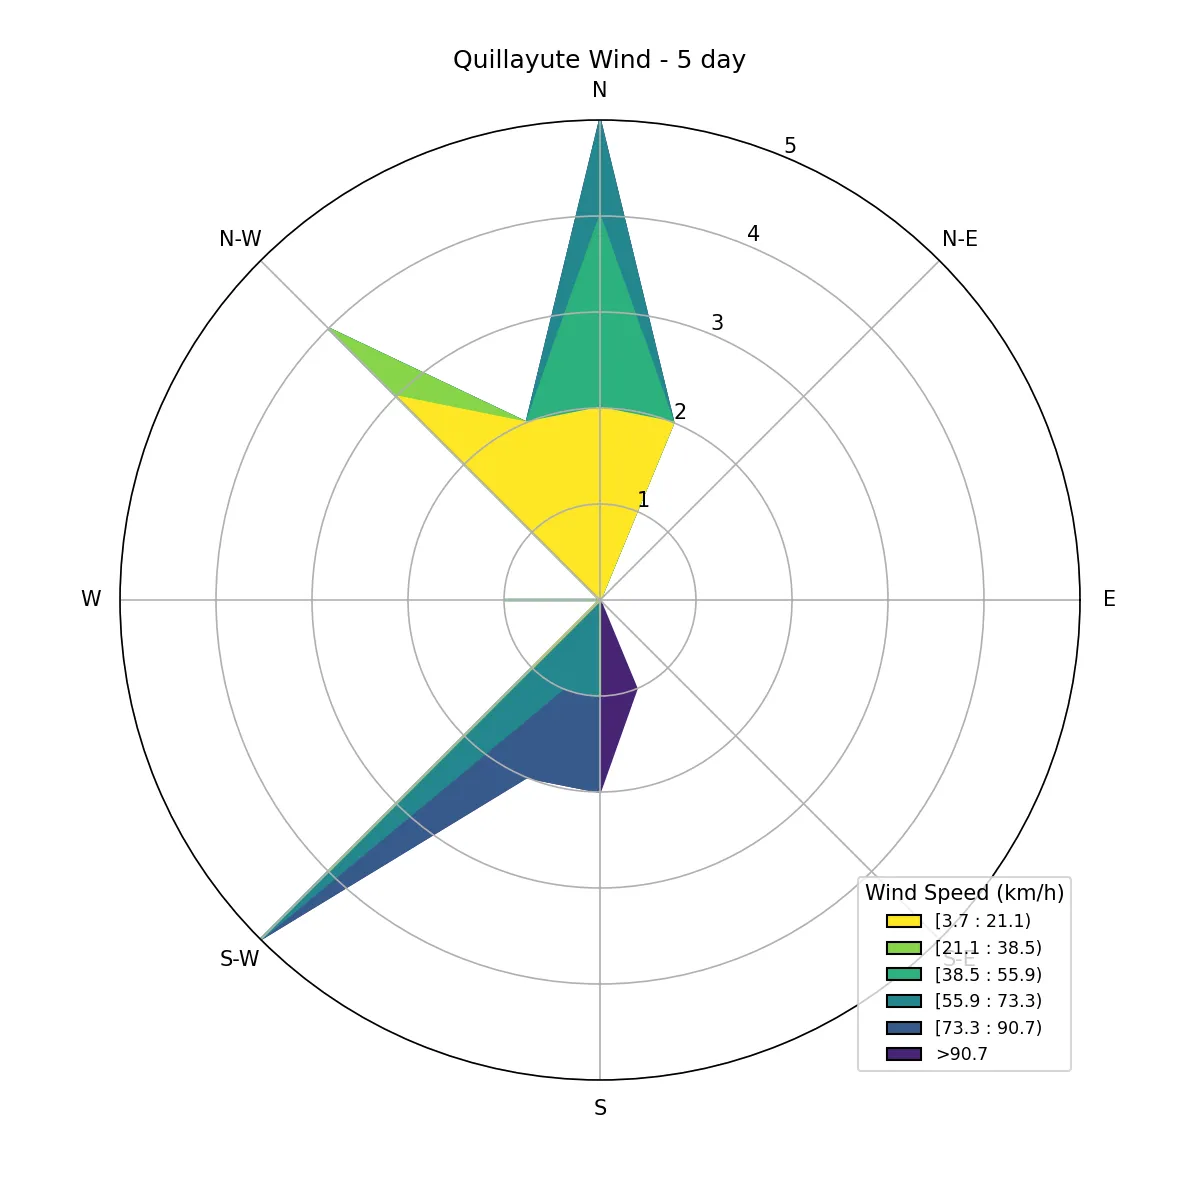 Quillayute Wind - 5 day
N
5
N-W
4
N-E
3
2
1
W
E
S-W
S-E
S
Wind Speed (km/h)
[3.7 : 21.1)
[21.1 : 38.5)
[38.5 : 55.9)
[55.9 : 73.3)
[73.3 : 90.7)
>90.7